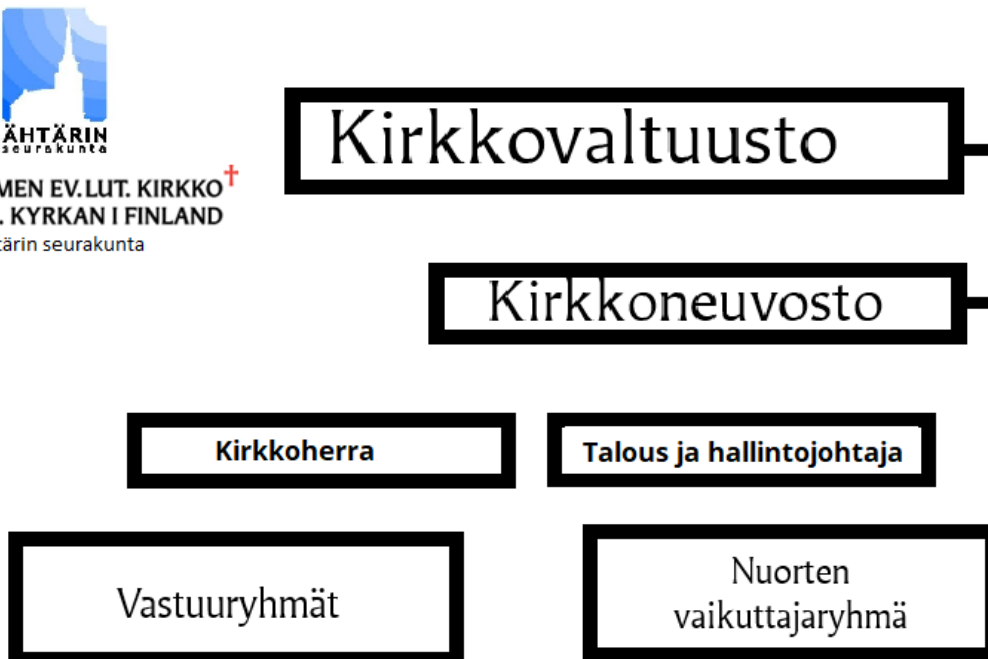 ÄHTÄRIN
seurakunta
MEN EV.LUT. KIRKKO
. KYRKAN I FINLAND
tärin seurakunta
Kirkkovaltuusto
Kirkkoneuvosto
Kirkkoherra
Talous ja hallintojohtaja
Vastuuryhmät
Nuorten
vaikuttajaryhmä